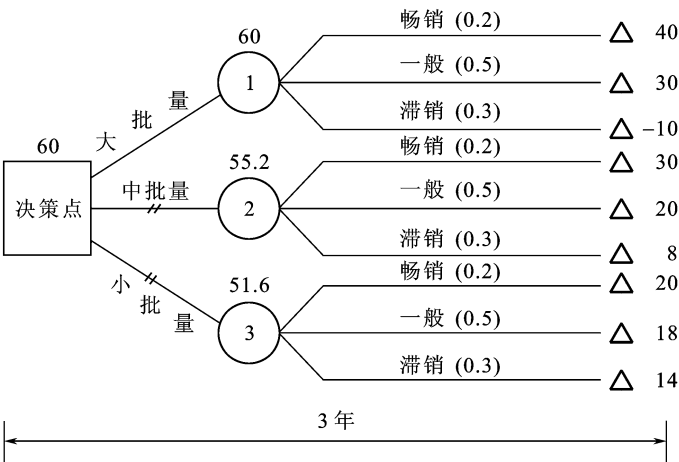 60
畅销 (0.2)
40
大批量
1
一般 (0.5)
30
滞销 (0.3)
-10
60
决策点
55.2
畅销 (0.2)
30
中批量
2
一般 (0.5)
20
滞销 (0.3)
8
51.6
畅销 (0.2)
20
小批量
3
一般 (0.5)
18
滞销 (0.3)
14
3 年